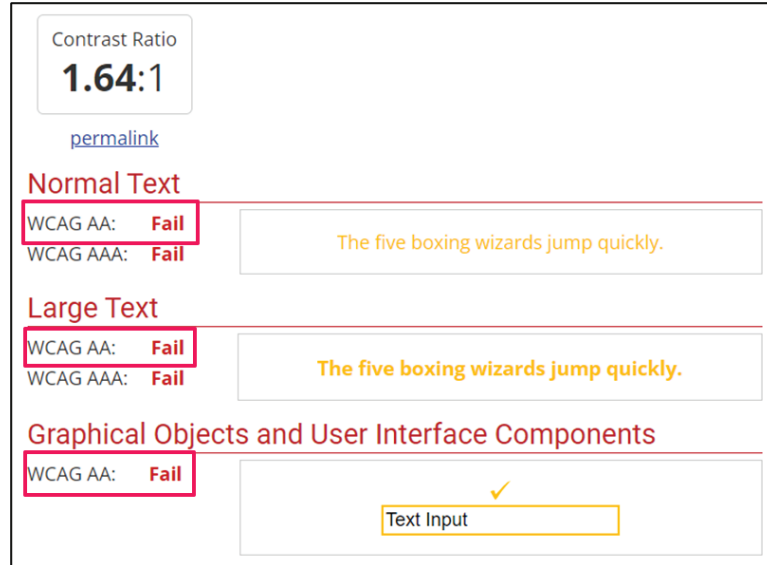 Contrast Ratio
1.64:1
permalink
Normal Text
WCAG AA: Fail
The five boxing wizards jump quickly.
WCAG AAA: Fail
Large Text
WCAG AA: Fail
The five boxing wizards jump quickly.
WCAG AAA: Fail
Graphical Objects and User Interface Components
WCAG AA: Fail
Text Input